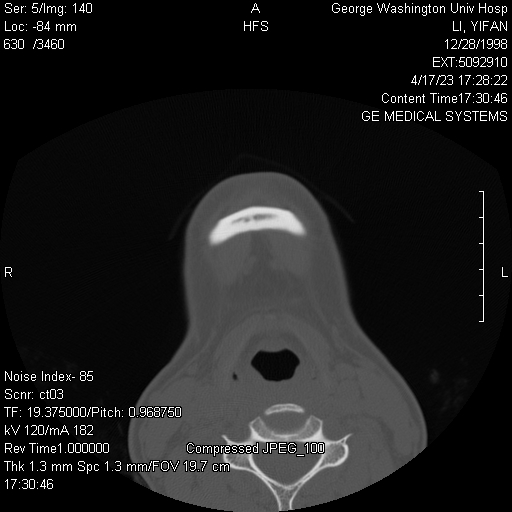 Ser: 5/Img: 140
Loc: -84 mm
630 /3460
A
HFS
George Washington Univ Hosp
LI, YIFAN
12/28/1998
EXT:5092910
4/17/23 17:28:22
Content Time17:30:46
GE MEDICAL SYSTEMS
R
L
Noise Index- 85
Scnr: ct03
TF: 19.375000/Pitch: 0.968750
kV 120/mA 182
Rev Time1.000000
Compressed JPEG_100
Thk 1.3 mm Spc 1.3 mm/FOV 19.7 cm
17:30:46